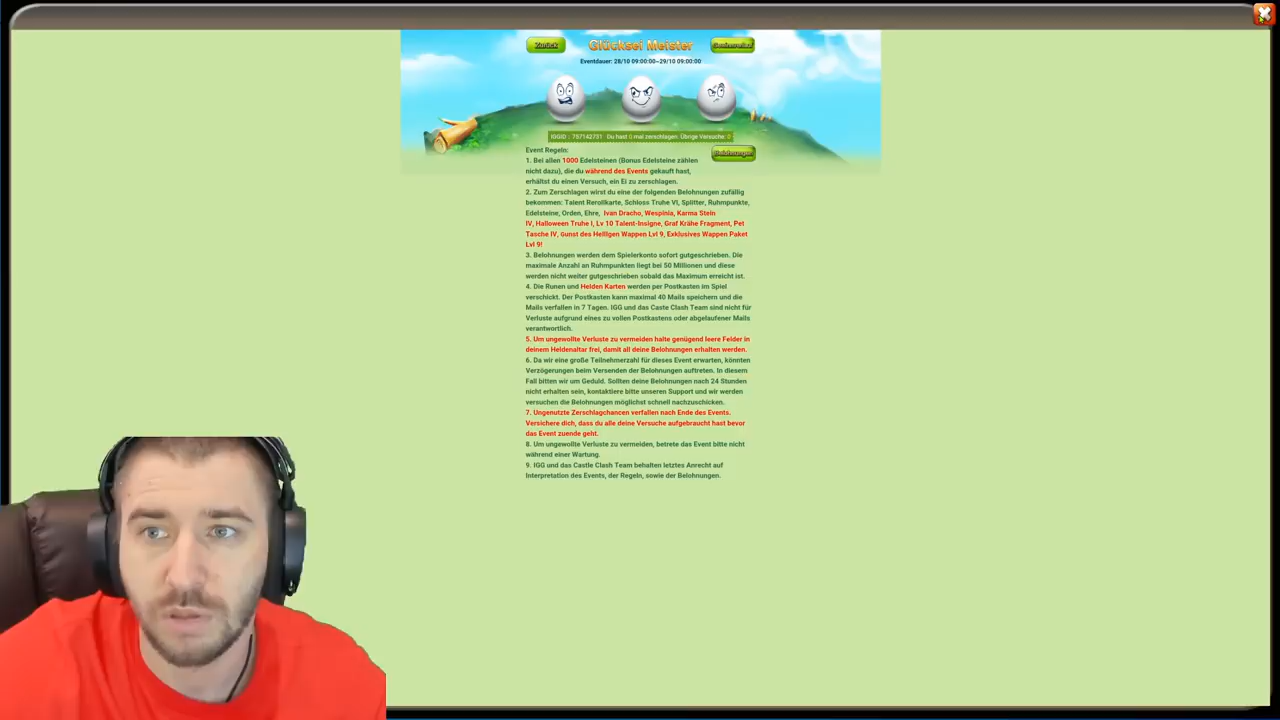 Zurück
Glücksei Meister
Gewinnverlauf
Eventdauer: 28/10 09:00:00~29/10 09:00:00
IGGID : 757142731 Du hast 0 mal zerschlagen. Übrige Versuche: 0
Belohnungen
Event Regeln:
1. Bei allen 1000 Edelsteinen (Bonus Edelsteine zählen
nicht dazu), die du während des Events gekauft hast,
erhältst du einen Versuch, ein Ei zu zerschlagen.
2. Zum Zerschlagen wirst du eine der folgenden Belohnungen zufällig
bekommen: Talent Rerollkarte, Schloss Truhe VI, Splitter, Ruhmpunkte,
Edelsteine, Orden, Ehre, Ivan Dracho, Wespinia, Karma Stein
IV, Halloween Truhe I, Lv 10 Talent-Insigne, Graf Krähe Fragment, Pet
Tasche IV, Gunst des Heiligen Wappen Lvl 9, Exklusives Wappen Paket
Lvl 9!
3. Belohnungen werden dem Spielerkonto sofort gutgeschrieben. Die
maximale Anzahl an Ruhmpunkten liegt bei 50 Millionen und diese
werden nicht weiter gutgeschrieben sobald das Maximum erreicht ist.
4. Die Runen und Helden Karten werden per Postkasten im Spiel
verschickt. Der Postkasten kann maximal 40 Mails speichern und die
Mails verfallen in 7 Tagen. IGG und das Caste Clash Team sind nicht für
Verluste aufgrund eines zu vollen Postkastens oder abgelaufener Mails
verantwortlich.
5. Um ungewollte Verluste zu vermeiden halte genügend leere Felder in
deinem Heldenaltar frei, damit all deine Belohnungen erhalten werden.
6. Da wir eine große Teilnehmerzahl für dieses Event erwarten, könnten
Verzögerungen beim Versenden der Belohnungen auftreten. In diesem
Fall bitten wir um Geduld. Sollten deine Belohnungen nach 24 Stunden
nicht erhalten sein, kontaktiere bitte unseren Support und wir werden
versuchen die Belohnungen möglichst schnell nachzuschicken.
7. Ungenutzte Zerschlagchancen verfallen nach Ende des Events.
Versichere dich, dass du alle deine Versuche aufgebraucht hast bevor
das Event zuende geht.
8. Um ungewollte Verluste zu vermeiden, betrete das Event bitte nicht
während einer Wartung.
9. IGG und das Castle Clash Team behalten letztes Anrecht auf
Interpretation des Events, der Regeln, sowie der Belohnungen.